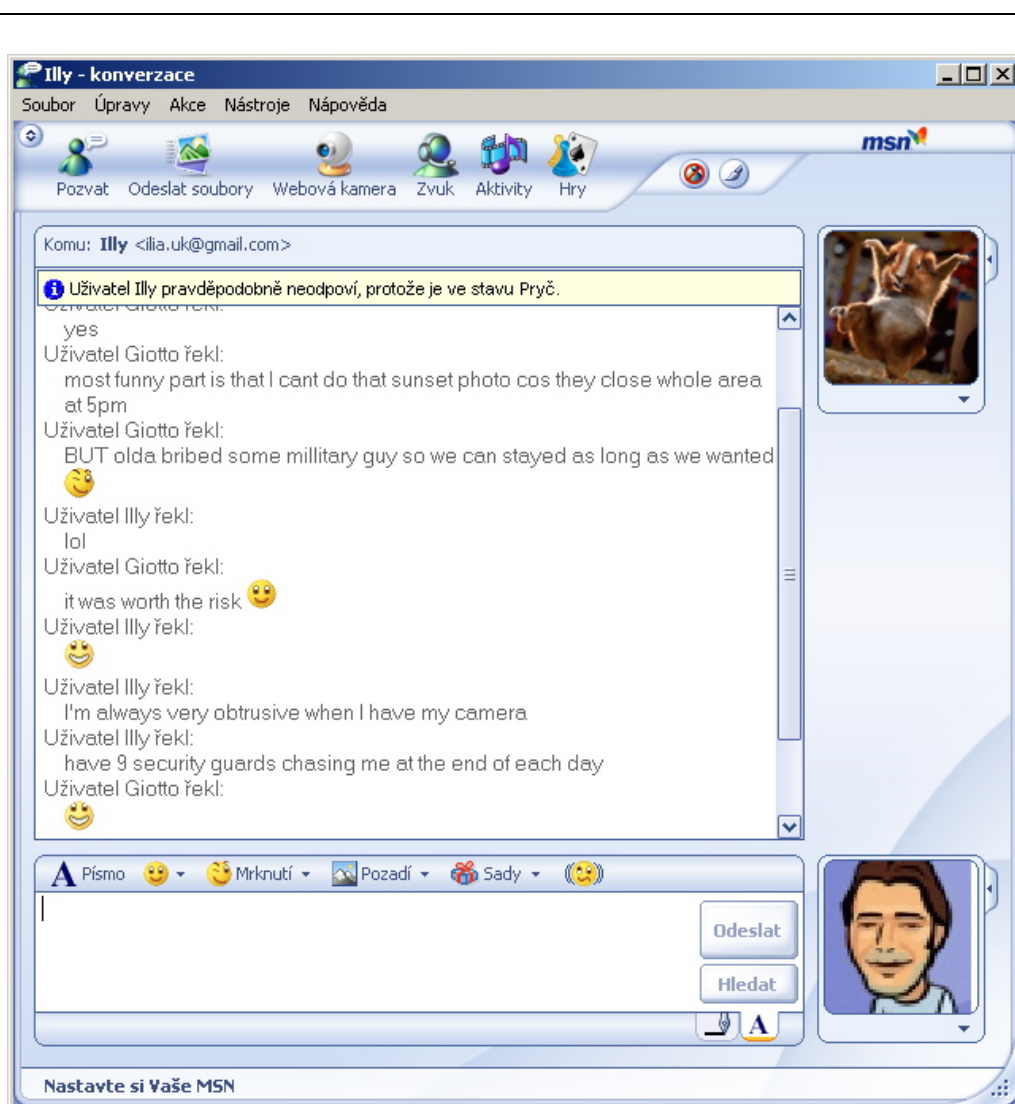 Illy - konverzace
Soubor Úpravy Akce Nástroje Nápověda
msn
Pozvat Odeslat soubory Webová kamera Zvuk Aktivity Hry
Komu: Illy <ilia.uk@gmail.com>
Uživatel Illy pravděpodobně neodpoví, protože je ve stavu Pryč.
Uživatel Giotto řekl:
yes
Uživatel Giotto řekl:
most funny part is that I cant do that sunset photo cos they close whole area
at 5pm
Uživatel Giotto řekl:
BUT olda bribed some millitary guy so we can stayed as long as we wanted
Uživatel Illy řekl:
lol
Uživatel Giotto řekl:
it was worth the risk
Uživatel Illy řekl:
Uživatel Illy řekl:
I'm always very obtrusive when I have my camera
Uživatel Illy řekl:
have 9 security guards chasing me at the end of each day
Uživatel Giotto řekl:
A Písmo Mrknutí Pozadí Sady
Odeslat
Hledat
A
Nastavte si Vaše MSN